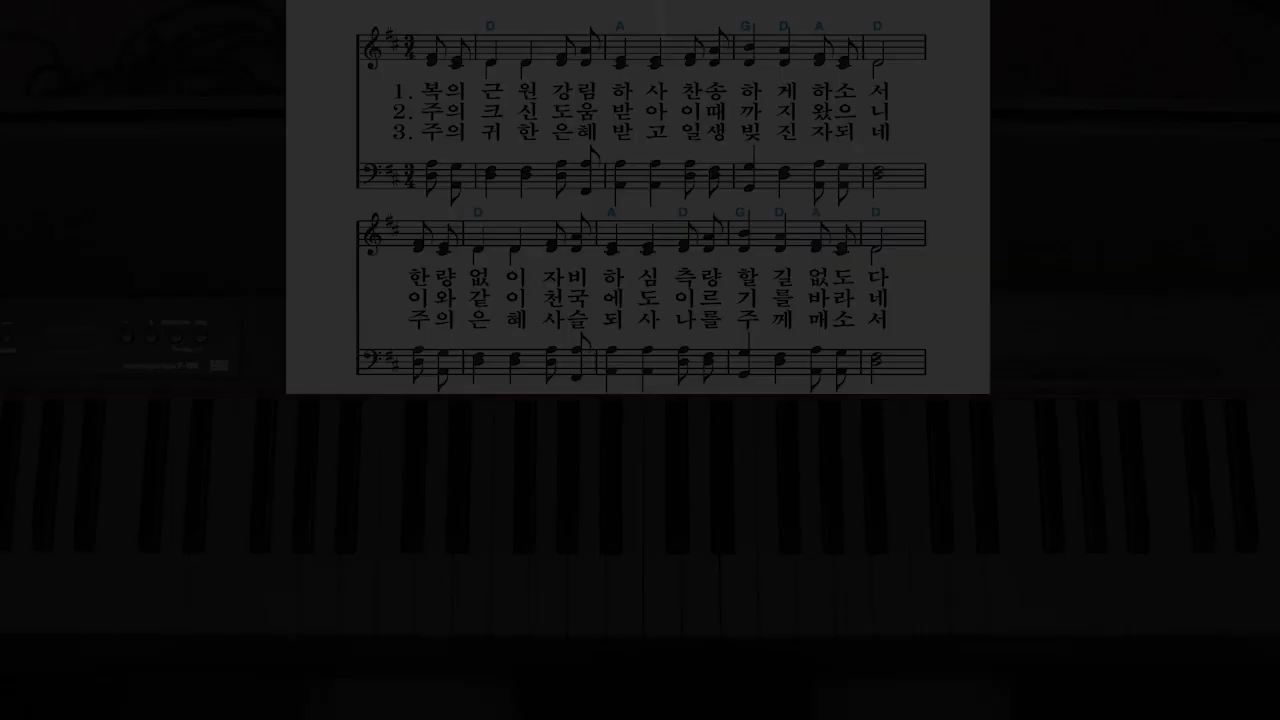 D A G D A D
1. 복의 근 원 강림 하 사 찬송 하 게 하소 서
2. 주의 크 신 도움 받 아 이때 까 지 왔으 니
3. 주의 귀 한 은혜 받 고 일생 빚 진 자되 네
D A D G D A D
한량 없 이 자비 하 심 측량 할 길 없도 다
이와 같 이 천국 에 도 이르 기 를 바라 네
주의 은 혜 사슬 되 사 나를 주 께 매소 서